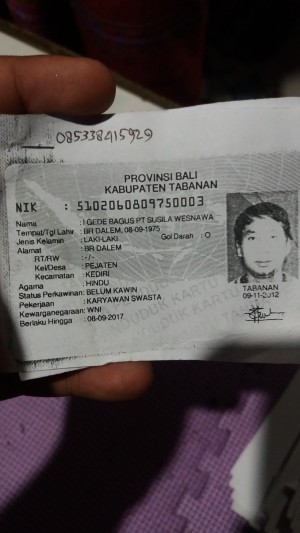 085338415929
PROVINSI BALI
KABUPATEN TABANAN
NIK : 5102060809750003
Nama : I GEDE BAGUS PT SUSILA WESNAWA
Tempat/Tgl Lahir : BR DALEM, 08-09-1975
Jenis Kelamin : LAKI-LAKI Gol Darah : O
Alamat : BR DALEM
RT/RW : -/-
Kel/Desa : PEJATEN
Kecamatan : KEDIRI
Agama : HINDU
Status Perkawinan: BELUM KAWIN
Pekerjaan : KARYAWAN SWASTA
Kewarganegaraan: WNI
Berlaku Hingga : 08-09-2017
TABANAN
09-11-2012